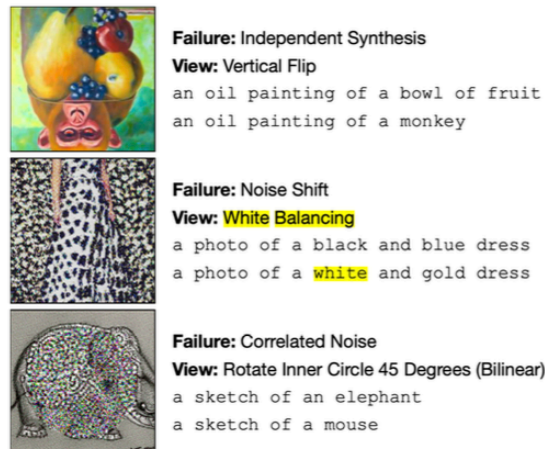 Failure: Independent Synthesis
View: Vertical Flip
an oil painting of a bowl of fruit
an oil painting of a monkey
Failure: Noise Shift
View: White Balancing
a photo of a black and blue dress
a photo of a white and gold dress
Failure: Correlated Noise
View: Rotate Inner Circle 45 Degrees (Bilinear)
a sketch of an elephant
a sketch of a mouse